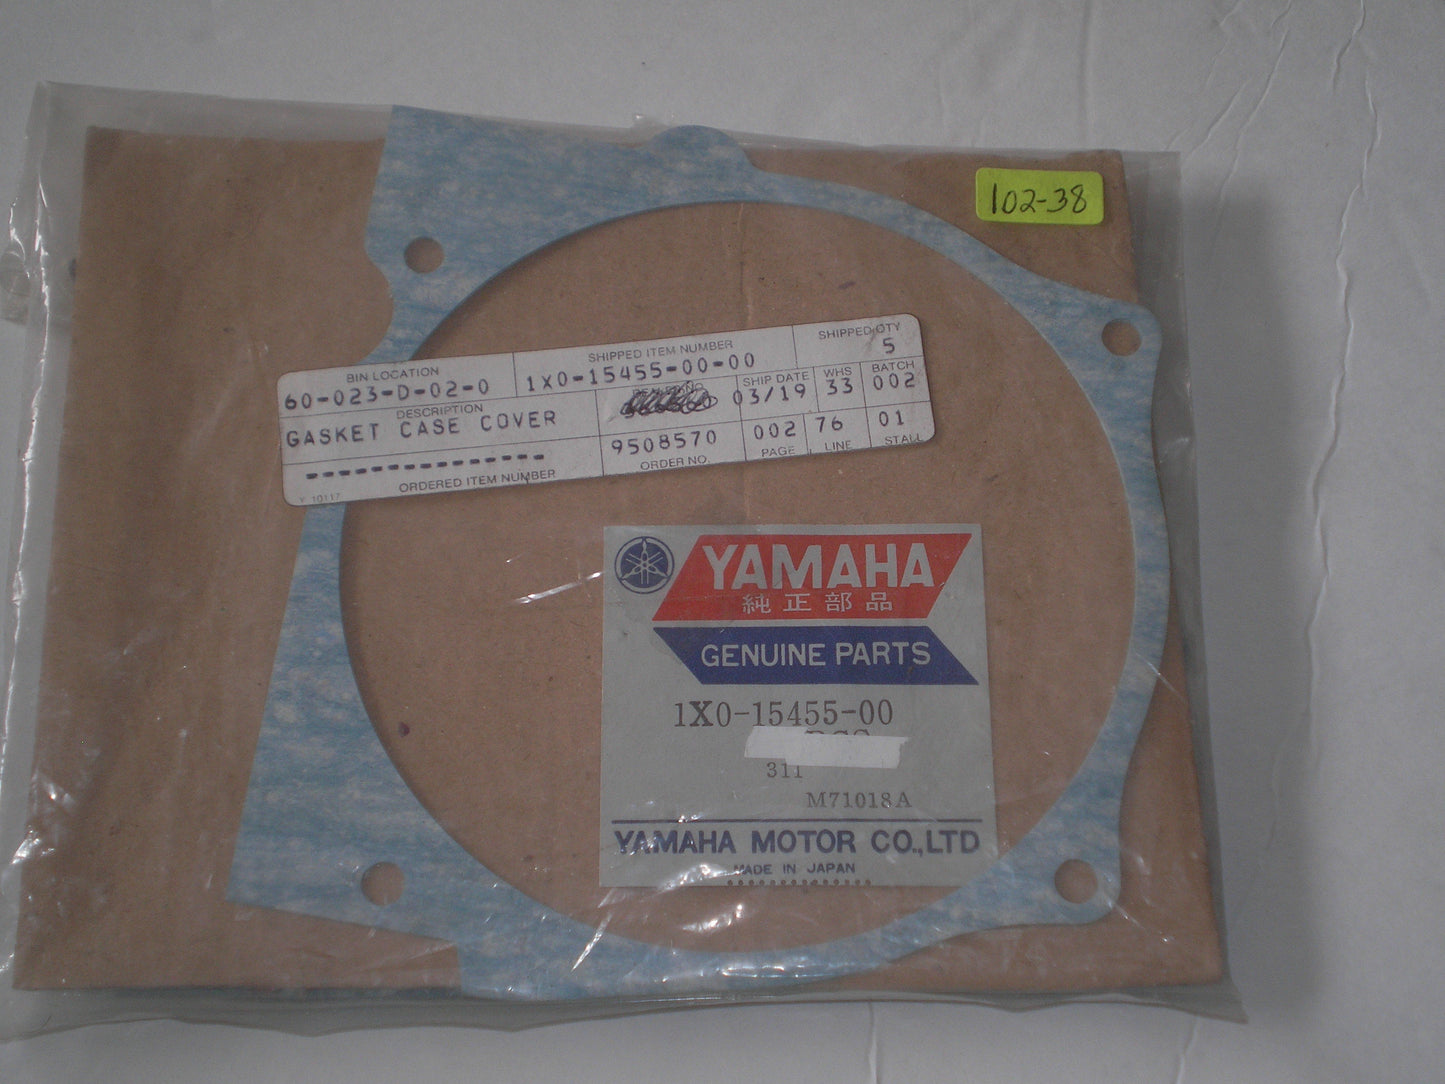 102-38
BIN LOCATION
60-023-D-02-0
SHIPPED ITEM NUMBER
1X0-15455-00-00
SHIPPED QTY
5
DESCRIPTION
GASKET CASE COVER
SHIP DATE
03/19
WHS
33
BATCH
002
ORDERED ITEM NUMBER
9508570
ORDER NO.
002
PAGE
76
LINE
01
STALL
Y 10117
YAMAHA
純正部品
GENUINE PARTS
1X0-15455-00
311
M71018A
YAMAHA MOTOR CO.,LTD
MADE IN JAPAN